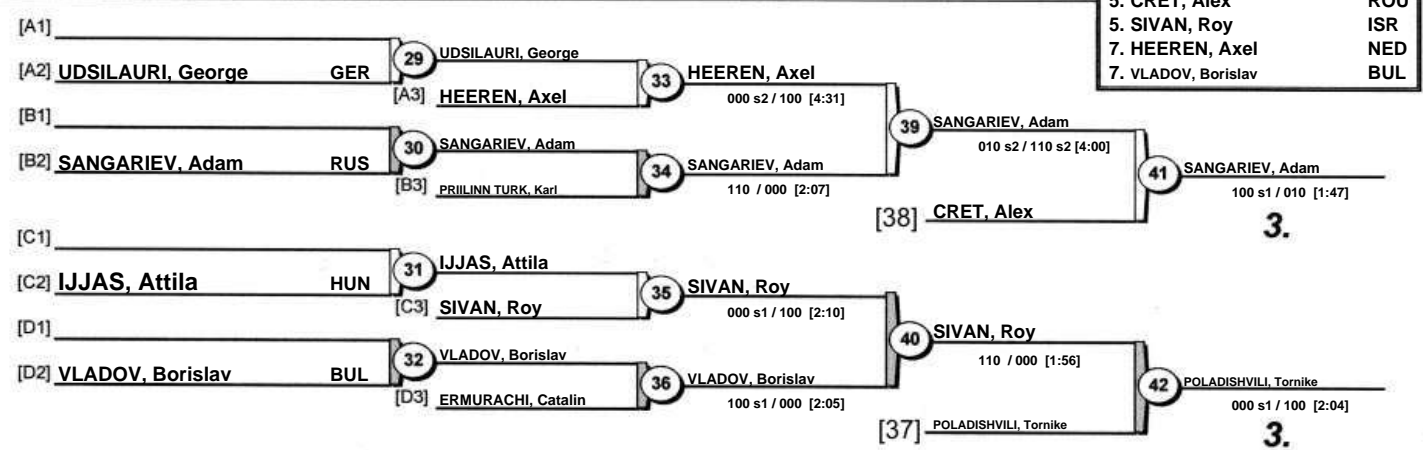 5. CRET, Alex ROU
5. SIVAN, Roy ISR
7. HEEREN, Axel NED
7. VLADOV, Borislav BUL
[A1]
[A2] UDSILAURI, George GER
29
UDSILAURI, George
[A3] HEEREN, Axel
33
HEEREN, Axel
000 s2 / 100 [4:31]
[B1]
[B2] SANGARIEV, Adam RUS
30
SANGARIEV, Adam
[B3] PRIILINN TURK, Karl
34
SANGARIEV, Adam
110 / 000 [2:07]
39
SANGARIEV, Adam
010 s2 / 110 s2 [4:00]
[38] CRET, Alex
41
SANGARIEV, Adam
100 s1 / 010 [1:47]
3.
[C1]
[C2] IJJAS, Attila HUN
31
IJJAS, Attila
[C3] SIVAN, Roy
35
SIVAN, Roy
000 s1 / 100 [2:10]
[D1]
[D2] VLADOV, Borislav BUL
32
VLADOV, Borislav
[D3] ERMURACHI, Catalin
36
VLADOV, Borislav
100 s1 / 000 [2:05]
40
SIVAN, Roy
110 / 000 [1:56]
[37] POLADISHVILI, Tornike
42
POLADISHVILI, Tornike
000 s1 / 100 [2:04]
3.